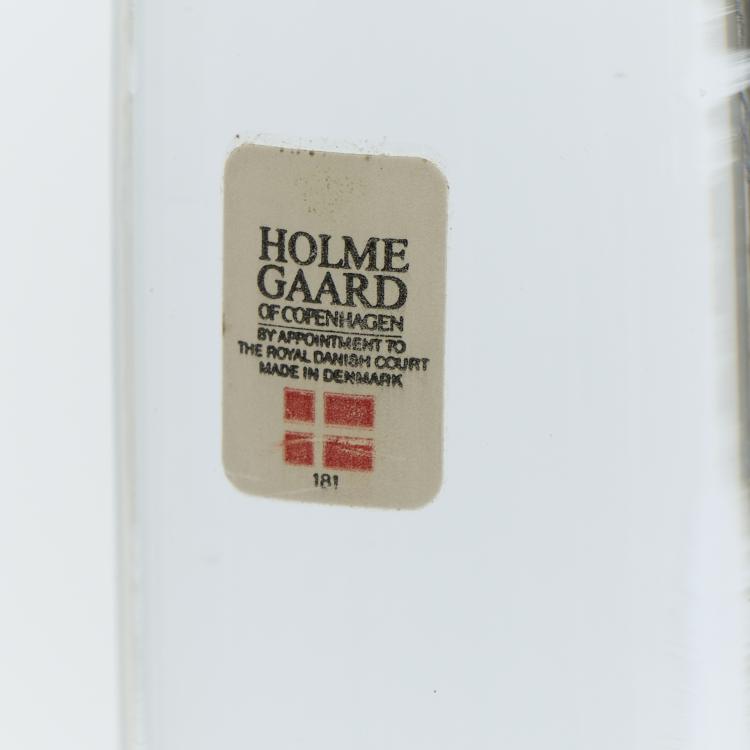 HOLME
GAARD
OF COPENHAGEN
BY APPOINTMENT TO
THE ROYAL DANISH COURT
MADE IN DENMARK
181